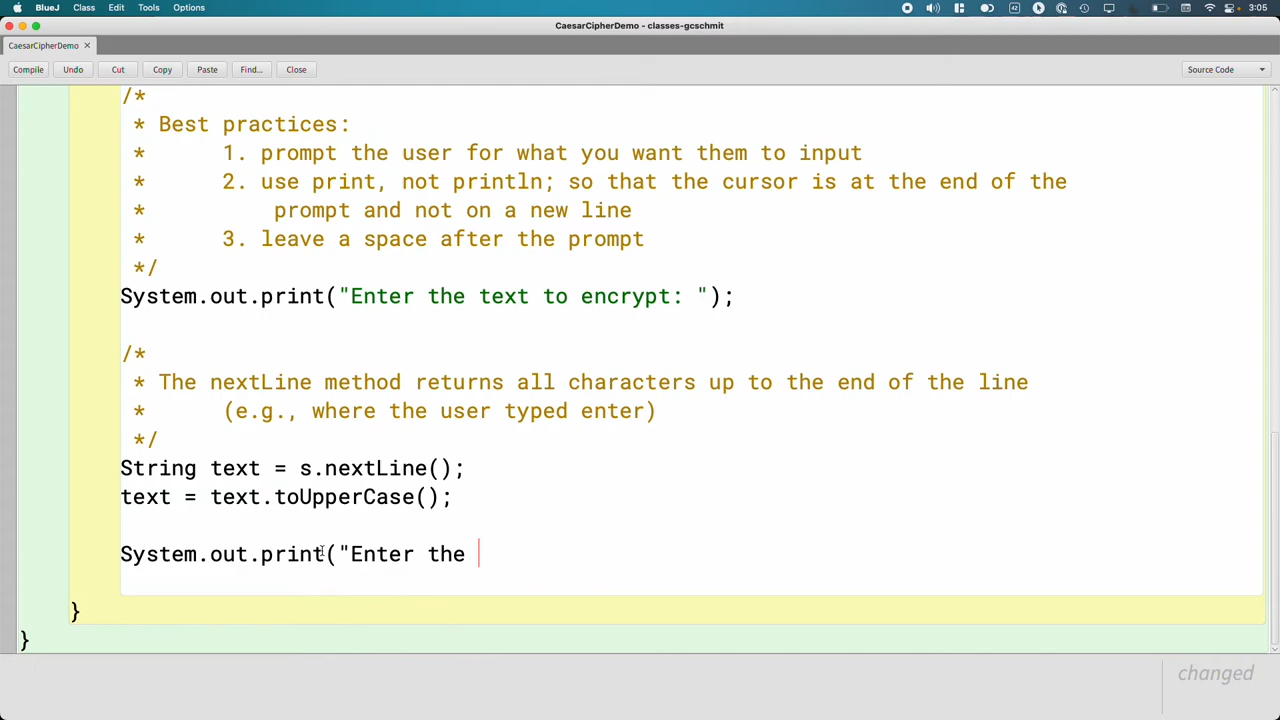 BlueJ Class Edit Tools Options 3:05
CaesarCipherDemo - classes-gcschmit
CaesarCipherDemo ×
Compile Undo Cut Copy Paste Find... Close Source Code
/*
* Best practices:
* 1. prompt the user for what you want them to input
* 2. use print, not println; so that the cursor is at the end of the
* prompt and not on a new line
* 3. leave a space after the prompt
*/
System.out.print("Enter the text to encrypt: ");
/*
* The nextLine method returns all characters up to the end of the line
* (e.g., where the user typed enter)
*/
String text = s.nextLine();
text = text.toUpperCase();
System.out.print("Enter the
}
}
changed